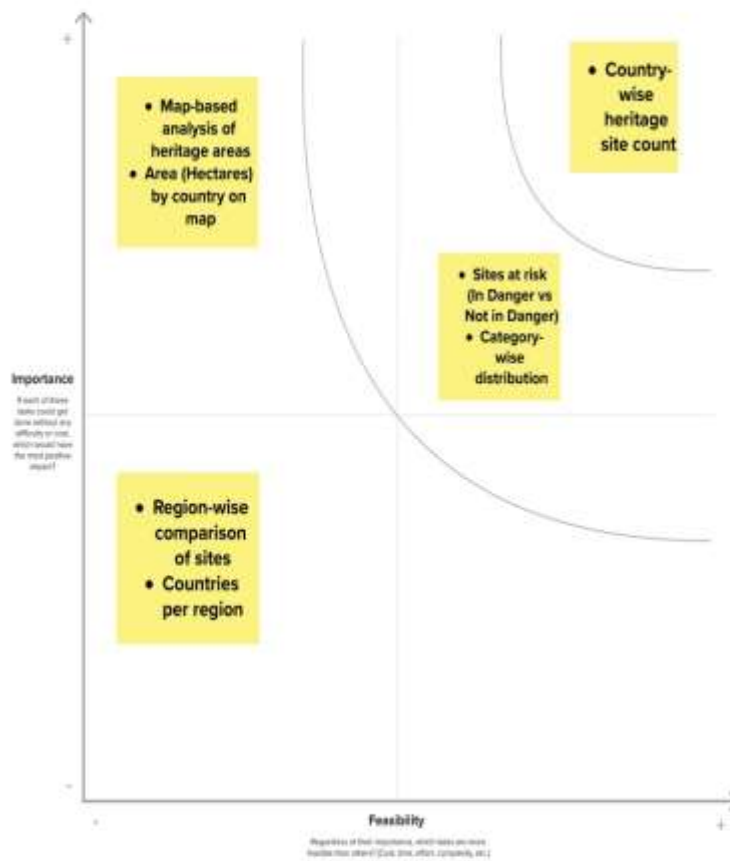 +
• Country-
wise
heritage
site count
• Map-based
analysis of
heritage areas
• Area (Hectares)
by country on
map
• Sites at risk
(In Danger vs
Not in Danger)
• Category-
wise
distribution
Importance
If each of these
tasks could get
done without any
difficulty or cost,
which would have
the most positive
impact?
• Region-wise
comparison
of sites
• Countries
per region
-
-
Feasibility
+
Regardless of their importance, which tasks are more
feasible than others? (Cost, time, effort, complexity, etc.)